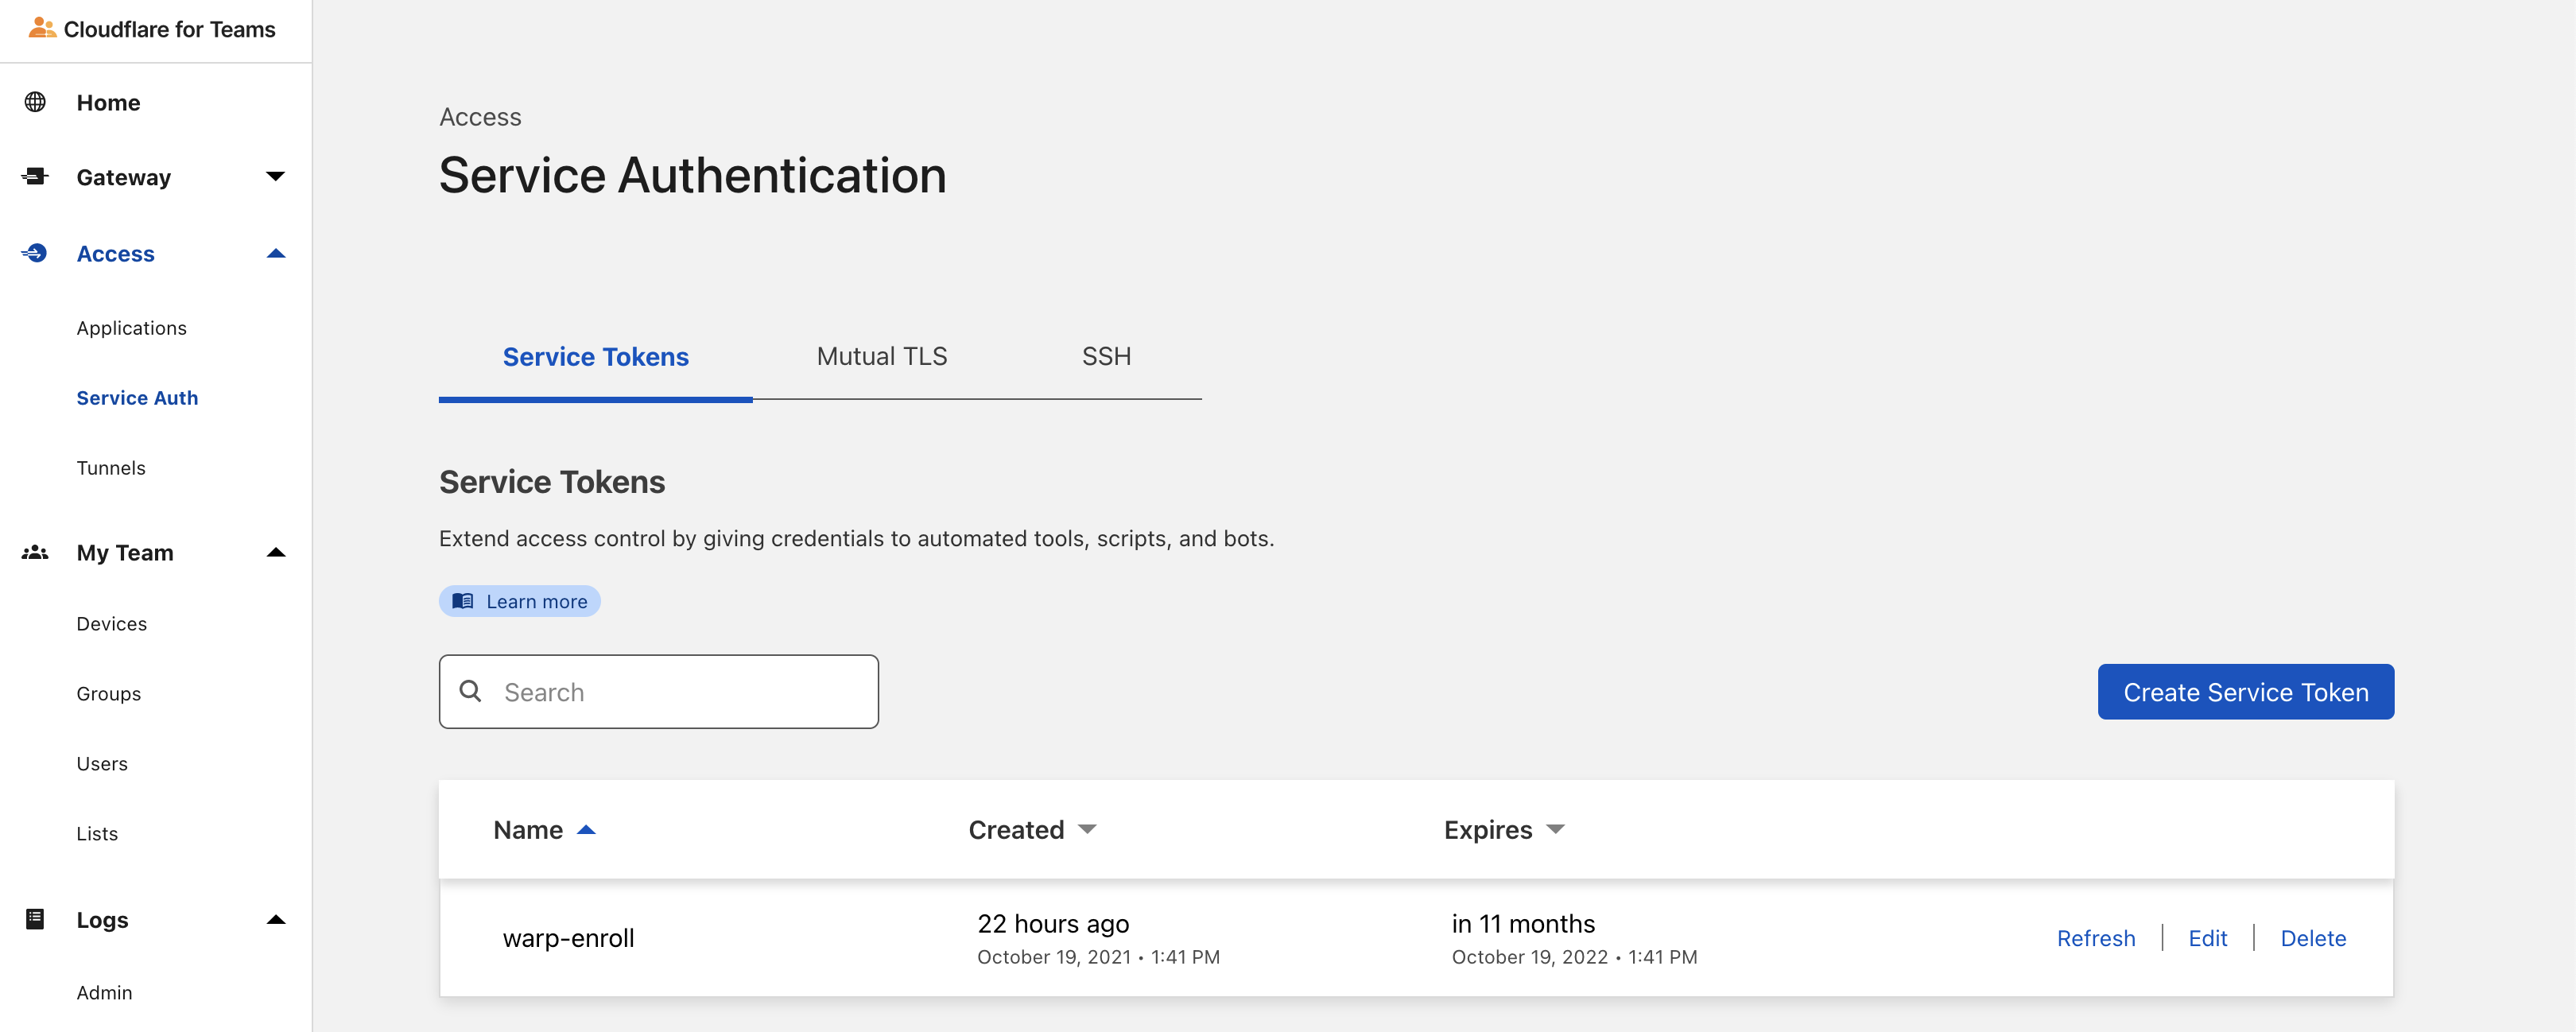 Cloudflare for Teams
Home
Gateway
Access
Applications
Service Auth
Tunnels
My Team
Devices
Groups
Users
Lists
Logs
Admin
Access
Service Authentication
Service Tokens
Mutual TLS
SSH
Service Tokens
Extend access control by giving credentials to automated tools, scripts, and bots.
Learn more
Search
Create Service Token
Name Created Expires
warp-enroll
22 hours ago
October 19, 2021 • 1:41 PM
in 11 months
October 19, 2022 • 1:41 PM
Refresh | Edit | Delete